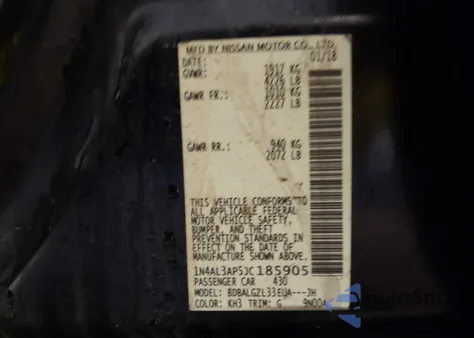 MFD BY NISSAN MOTOR CO., LTD.
DATE: 01/18
GVWR: 1917 KG
4226 LB
GAWR FR.: 1010 KG
2227 LB
GAWR RR.: 940 KG
2072 LB
THIS VEHICLE CONFORMS TO
ALL APPLICABLE FEDERAL
MOTOR VEHICLE SAFETY,
BUMPER, AND THEFT
PREVENTION STANDARDS IN
EFFECT ON THE DATE OF
MANUFACTURE SHOWN ABOVE.
1N4AL3AP5JC185905
PASSENGER CAR 430
MODEL: BDBALGZL33EUA---JH
COLOR: KH3 TRIM: G